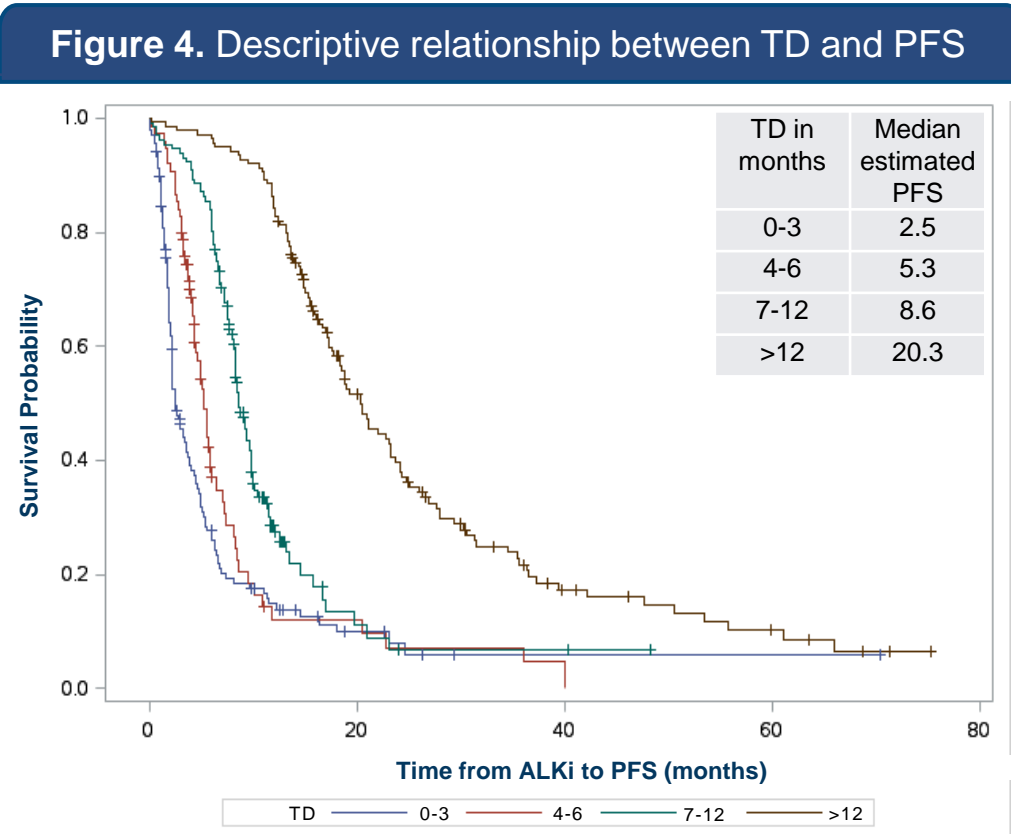 Figure 4. Descriptive relationship between TD and PFS
TD in months Median estimated PFS
0-3 2.5
4-6 5.3
7-12 8.6
>12 20.3
Survival Probability
1.0
0.8
0.6
0.4
0.2
0.0
0 20 40 60 80
Time from ALKi to PFS (months)
TD 0-3 4-6 7-12 >12